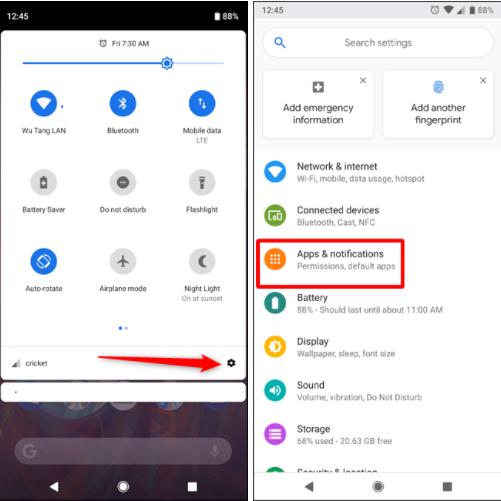 12:45
88%
Fri 7:30 AM
Wu Tang LAN
Bluetooth
Mobile data
LTE
Battery Saver
Do not disturb
Flashlight
Auto-rotate
Airplane mode
Night Light
On at sunset
cricket
G
12:45
88%
Search settings
Add emergency
information
Add another
fingerprint
Network & internet
Wi-Fi, mobile, data usage, hotspot
Connected devices
Bluetooth, Cast, NFC
Apps & notifications
Permissions, default apps
Battery
88% - Should last until about 11:00 AM
Display
Wallpaper, sleep, font size
Sound
Volume, vibration, Do Not Disturb
Storage
68% used - 20.63 GB free
Security & location